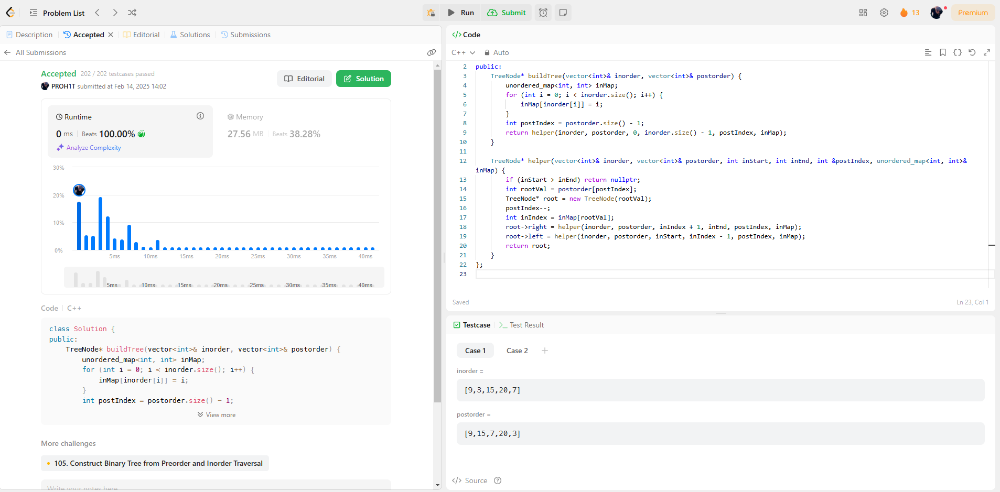 Problem List
Run
Submit
13
Premium
Description
Accepted
Editorial
Solutions
Submissions
All Submissions
Accepted 202 / 202 testcases passed
PROH1T submitted at Feb 14, 2025 14:02
Editorial
Solution
Runtime
0 ms Beats 100.00%
Analyze Complexity
Memory
27.56 MB Beats 38.28%
30%
20%
10%
0%
5ms 10ms 15ms 20ms 25ms 30ms 35ms 40ms
5ms 10ms 15ms 20ms 25ms 30ms 35ms 40ms
Code C++
class Solution {
public:
    TreeNode* buildTree(vector<int>& inorder, vector<int>& postorder) {
        unordered_map<int, int> inMap;
        for (int i = 0; i < inorder.size(); i++) {
            inMap[inorder[i]] = i;
        }
        int postIndex = postorder.size() - 1;
View more
More challenges
105. Construct Binary Tree from Preorder and Inorder Traversal
Write your notes here
</> Code
C++ Auto
2 public:
3     TreeNode* buildTree(vector<int>& inorder, vector<int>& postorder) {
4         unordered_map<int, int> inMap;
5         for (int i = 0; i < inorder.size(); i++) {
6             inMap[inorder[i]] = i;
7         }
8         int postIndex = postorder.size() - 1;
9         return helper(inorder, postorder, 0, inorder.size() - 1, postIndex, inMap);
10     }
11
12     TreeNode* helper(vector<int>& inorder, vector<int>& postorder, int inStart, int inEnd, int &postIndex, unordered_map<int, int>&
inMap) {
13         if (inStart > inEnd) return nullptr;
14         int rootVal = postorder[postIndex];
15         TreeNode* root = new TreeNode(rootVal);
16         postIndex--;
17         int inIndex = inMap[rootVal];
18         root->right = helper(inorder, postorder, inIndex + 1, inEnd, postIndex, inMap);
19         root->left = helper(inorder, postorder, inStart, inIndex - 1, postIndex, inMap);
20         return root;
21     }
22 };
23
Saved
Ln 23, Col 1
Testcase
Test Result
Case 1
Case 2
inorder =
[9,3,15,20,7]
postorder =
[9,15,7,20,3]
</> Source